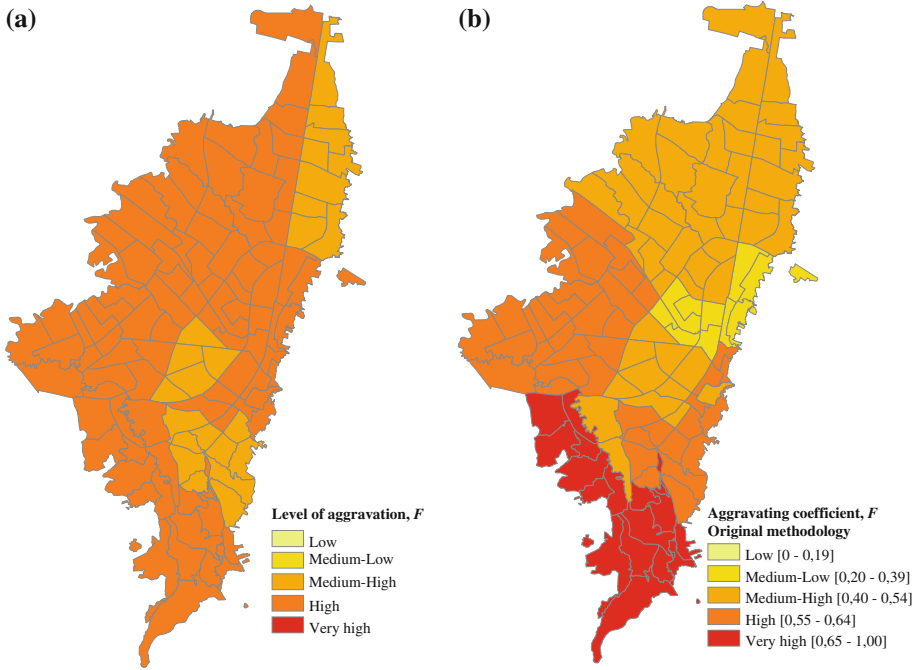 (a)
(b)
Level of aggravation, F
Low
Medium-Low
Medium-High
High
Very high
Aggravating coefficient, F
Original methodology
Low [0 - 0,19]
Medium-Low [0,20 - 0,39]
Medium-High [0,40 - 0,54]
High [0,55 - 0,64]
Very high [0,65 - 1,00]